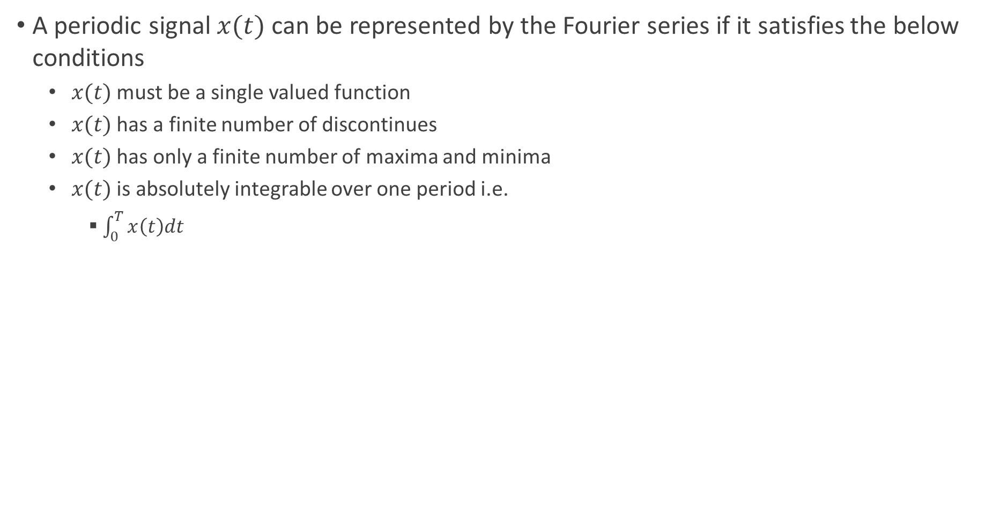 • A periodic signal 𝑥(𝑡) can be represented by the Fourier series if it satisfies the below
conditions
• 𝑥(𝑡) must be a single valued function
• 𝑥(𝑡) has a finite number of discontinues
• 𝑥(𝑡) has only a finite number of maxima and minima
• 𝑥(𝑡) is absolutely integrable over one period i.e.
▪ ∫₀ᵀ 𝑥(𝑡)𝑑𝑡